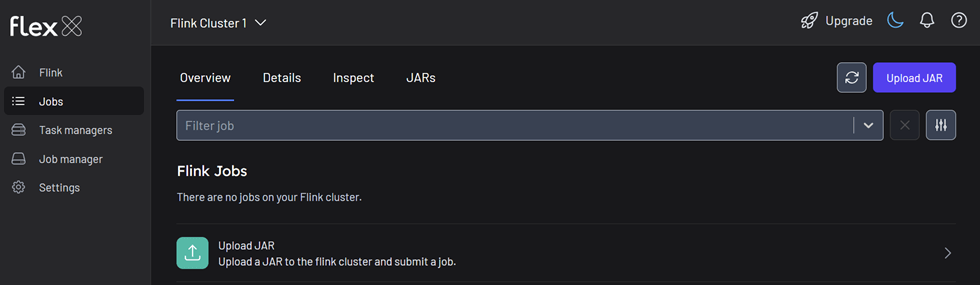 flex
Flink Cluster 1
Upgrade
Flink
Jobs
Task managers
Job manager
Settings
Overview
Details
Inspect
JARs
Upload JAR
Filter job
Flink Jobs
There are no jobs on your Flink cluster.
Upload JAR
Upload a JAR to the flink cluster and submit a job.